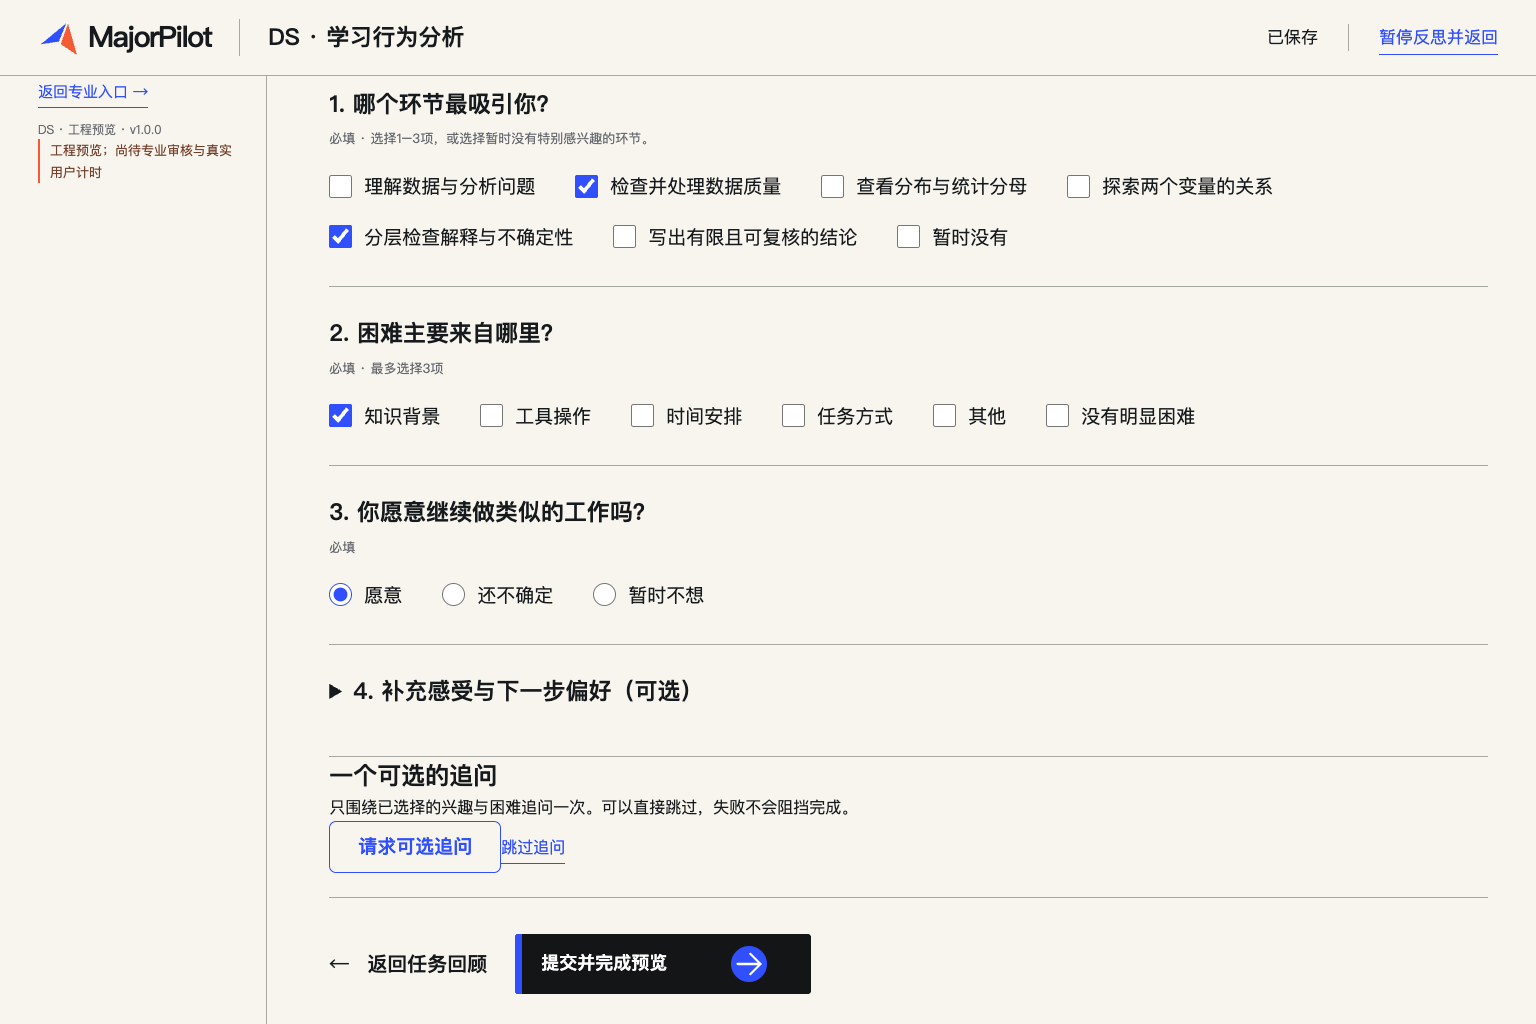 MajorPilot
DS · 学习行为分析
已保存
暂停反思并返回
返回专业入口 →
DS · 工程预览 · v1.0.0
工程预览；尚待专业审核与真实
用户计时
1. 哪个环节最吸引你？
必填 · 选择1—3项，或选择暂时没有特别感兴趣的环节。
理解数据与分析问题 检查并处理数据质量 查看分布与统计分母 探索两个变量的关系
分层检查解释与不确定性 写出有限且可复核的结论 暂时没有
2. 困难主要来自哪里？
必填 · 最多选择3项
知识背景 工具操作 时间安排 任务方式 其他 没有明显困难
3. 你愿意继续做类似的工作吗？
必填
愿意 还不确定 暂时不想
▶ 4. 补充感受与下一步偏好（可选）
一个可选的追问
只围绕已选择的兴趣与困难追问一次。可以直接跳过，失败不会阻挡完成。
请求可选追问 跳过追问
← 返回任务回顾 提交并完成预览 →